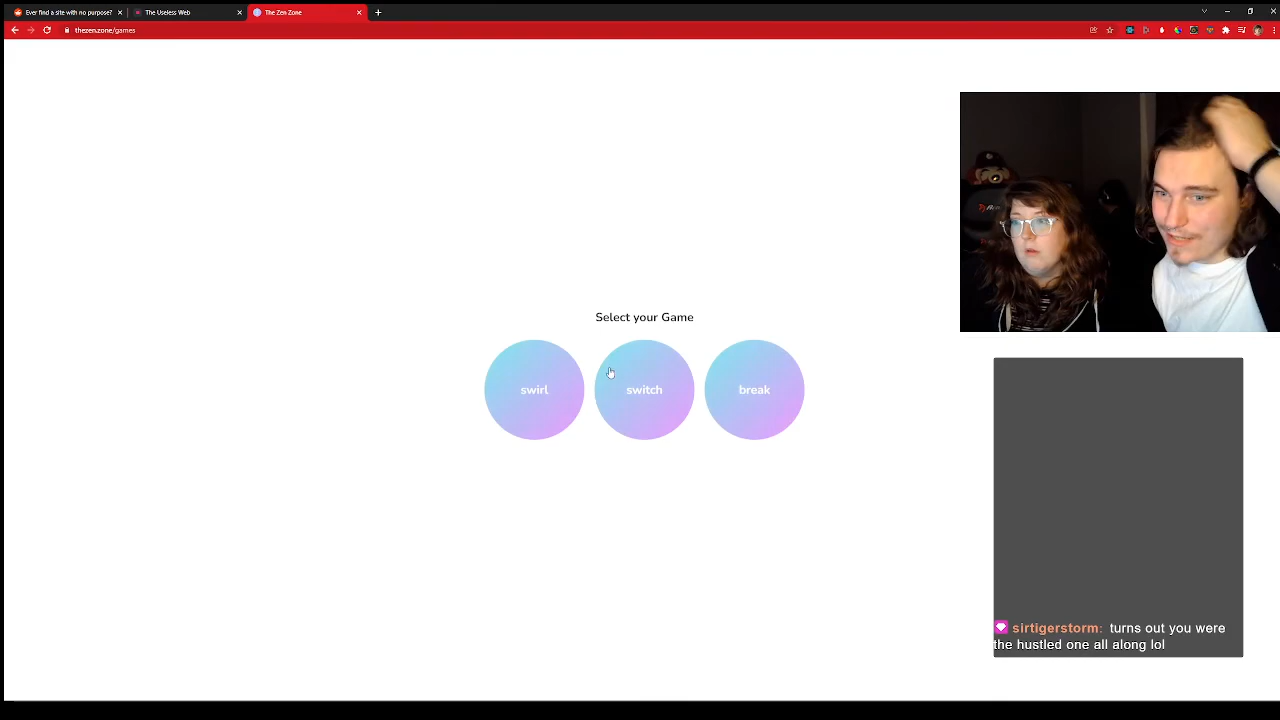 Ever find a site with no purpose?
The Useless Web
The Zen Zone
thezen.zone/games
Select your Game
swirl
switch
break
sirtigerstorm: turns out you were
the hustled one all along lol